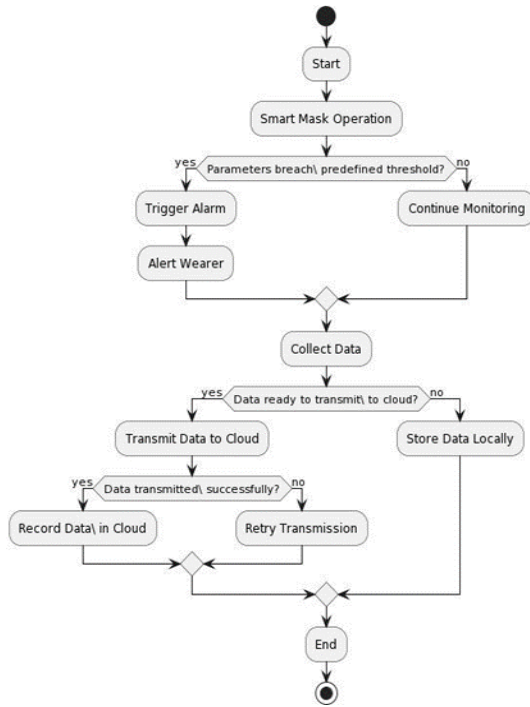 Start
Smart Mask Operation
yes
Parameters breach\ predefined threshold?
no
Trigger Alarm
Continue Monitoring
Alert Wearer
Collect Data
yes
Data ready to transmit\ to cloud?
no
Transmit Data to Cloud
Store Data Locally
yes
Data transmitted\ successfully?
no
Record Data\ in Cloud
Retry Transmission
End